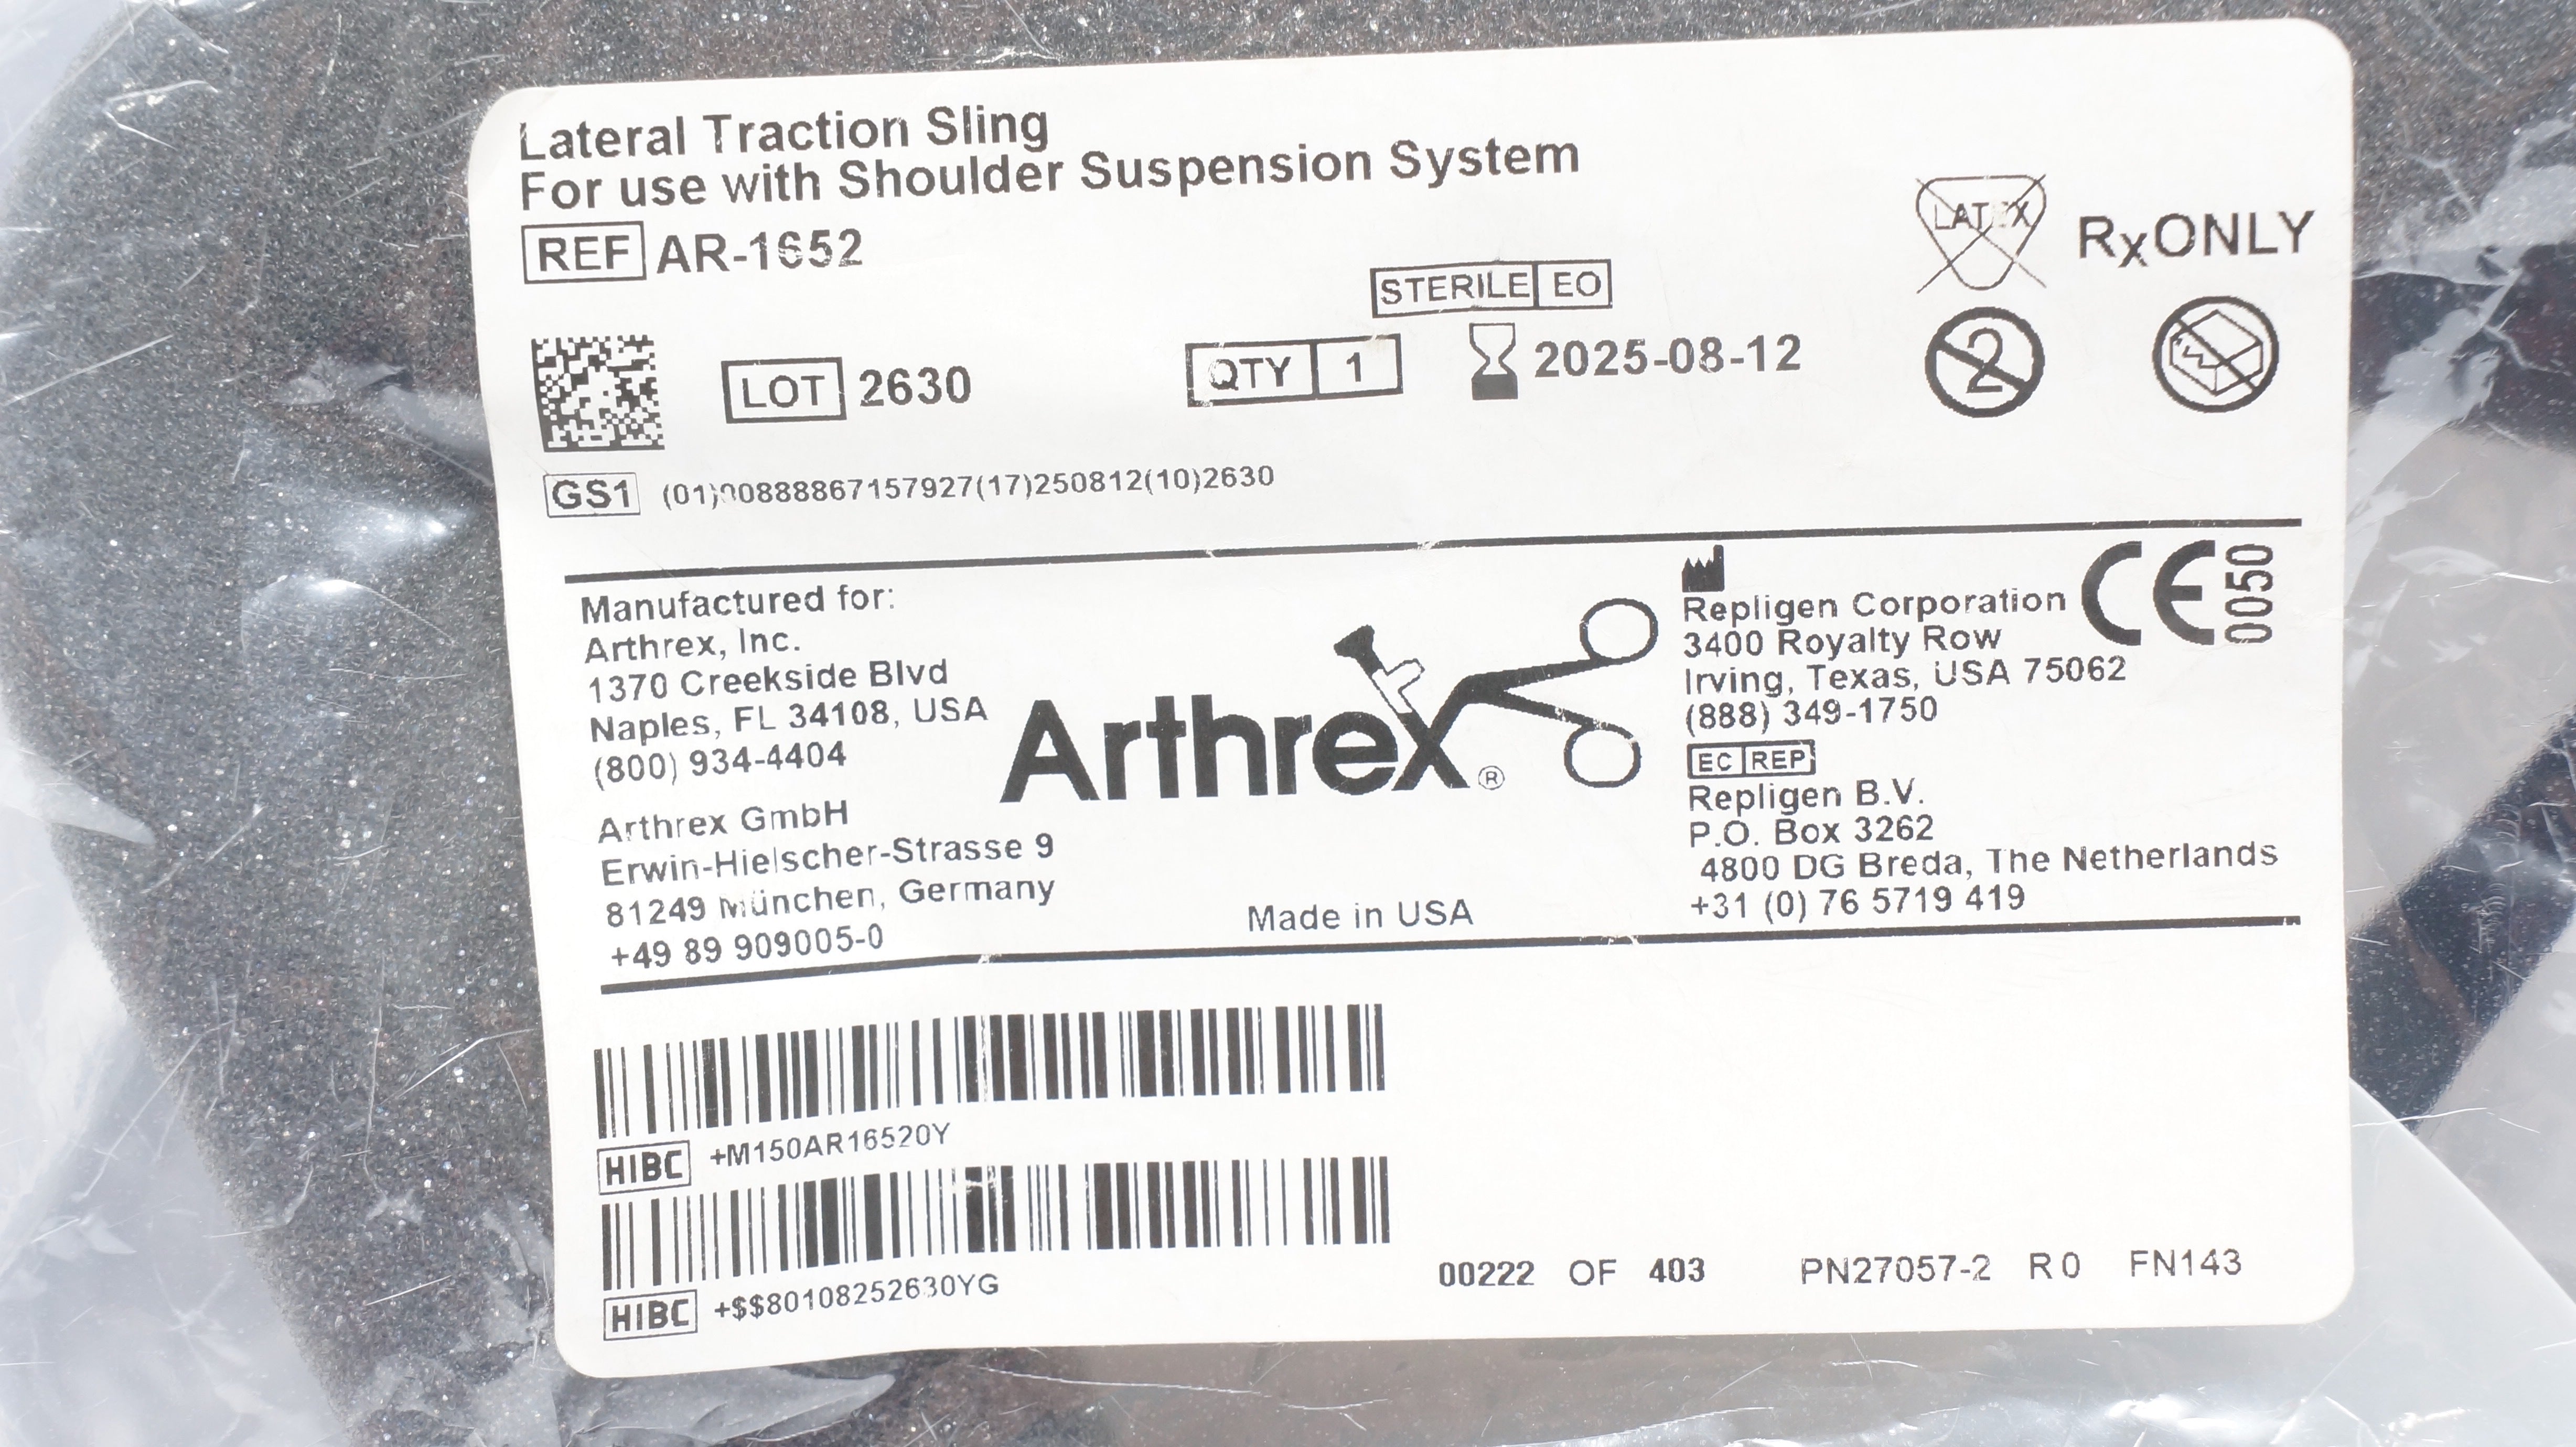 Lateral Traction Sling
For use with Shoulder Suspension System
REF AR-1652
LATEX
RxONLY
STERILE EO
LOT 2630
QTY 1
2025-08-12
2
GS1 (01)00888867157927(17)250812(10)2630
Manufactured for:
Arthrex, Inc.
1370 Creekside Blvd
Naples, FL 34108, USA
(800) 934-4404
Arthrex GmbH
Erwin-Hielscher-Strasse 9
81249 München, Germany
+49 89 909005-0
Arthrex®
Made in USA
Repligen Corporation
3400 Royalty Row
Irving, Texas, USA 75062
(888) 349-1750
CE 0050
EC REP
Repligen B.V.
P.O. Box 3262
4800 DG Breda, The Netherlands
+31 (0) 76 5719 419
HIBC +M150AR16520Y
HIBC +$$80108252630YG
00222 OF 403 PN27057-2 R0 FN143